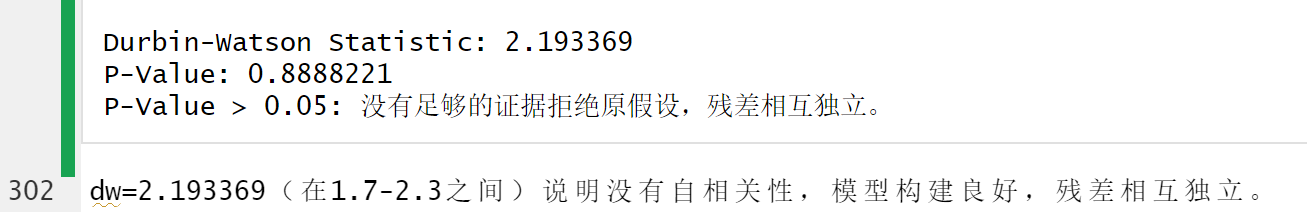 Durbin-Watson Statistic: 2.193369
P-Value: 0.8888221
P-Value > 0.05: 没有足够的证据拒绝原假设，残差相互独立。
302 dw=2.193369（在1.7-2.3之间）说明没有自相关性，模型构建良好，残差相互独立。